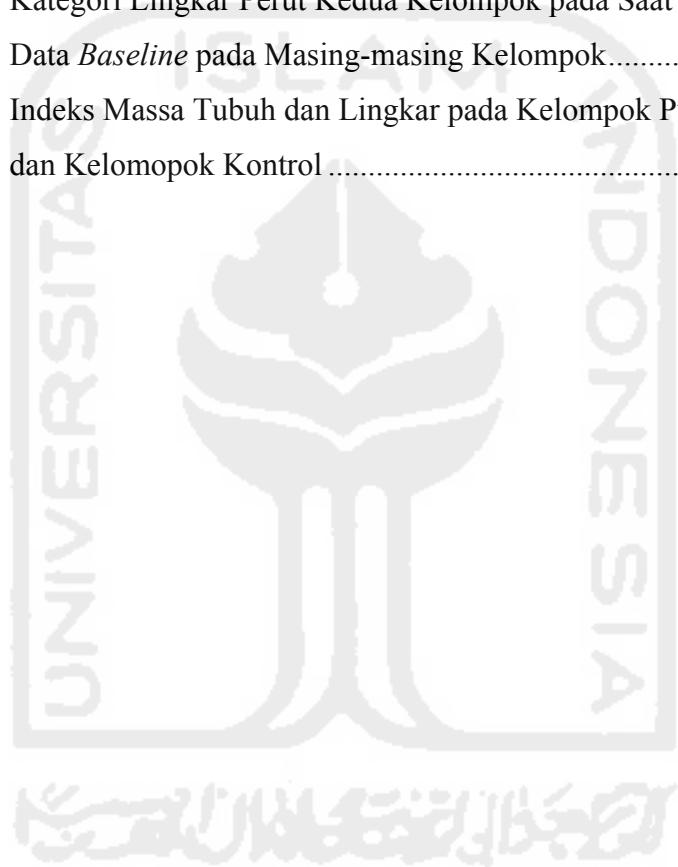 Kategori Lingkar Perut Kedua Kelompok pada Saat
Data Baseline pada Masing-masing Kelompok.........
Indeks Massa Tubuh dan Lingkar pada Kelompok P
dan Kelomopok Kontrol.............................................
ISLAM
UNIVERSITAS
INDONESIA